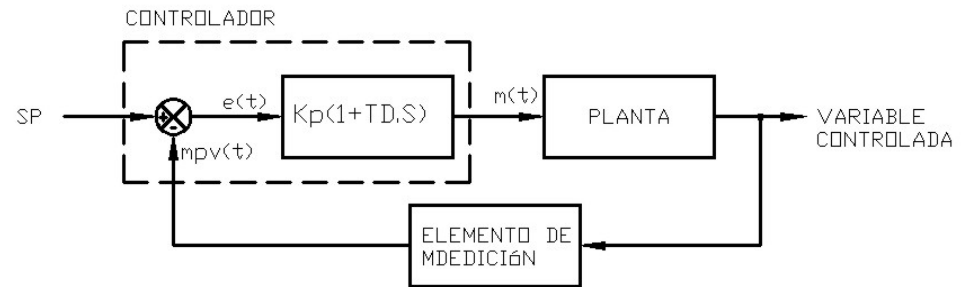 CONTROLADOR
SP
+
-
e(t)
mpv(t)
Kp(1+TD.S)
m(t)
PLANTA
VARIABLE
CONTROLADA
ELEMENTO DE
MDEDICIóN